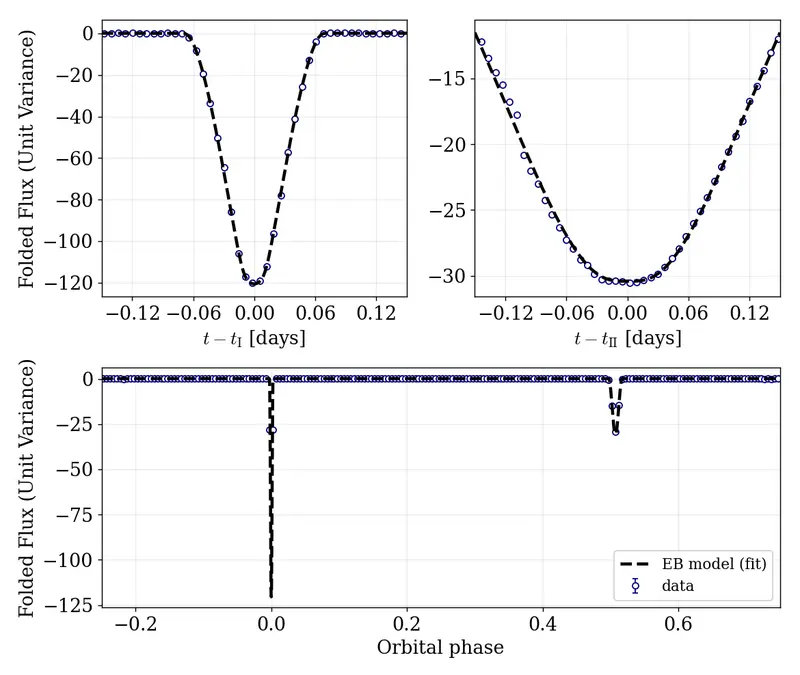 Folded Flux (Unit Variance)
0
−20
−40
−60
−80
−100
−120
−0.12 −0.06 0.00 0.06 0.12
t − t_I [days]
−15
−20
−25
−30
−0.12 −0.06 0.00 0.06 0.12
t − t_II [days]
Folded Flux (Unit Variance)
0
−25
−50
−75
−100
−125
−0.2 0.0 0.2 0.4 0.6
Orbital phase
EB model (fit)
data